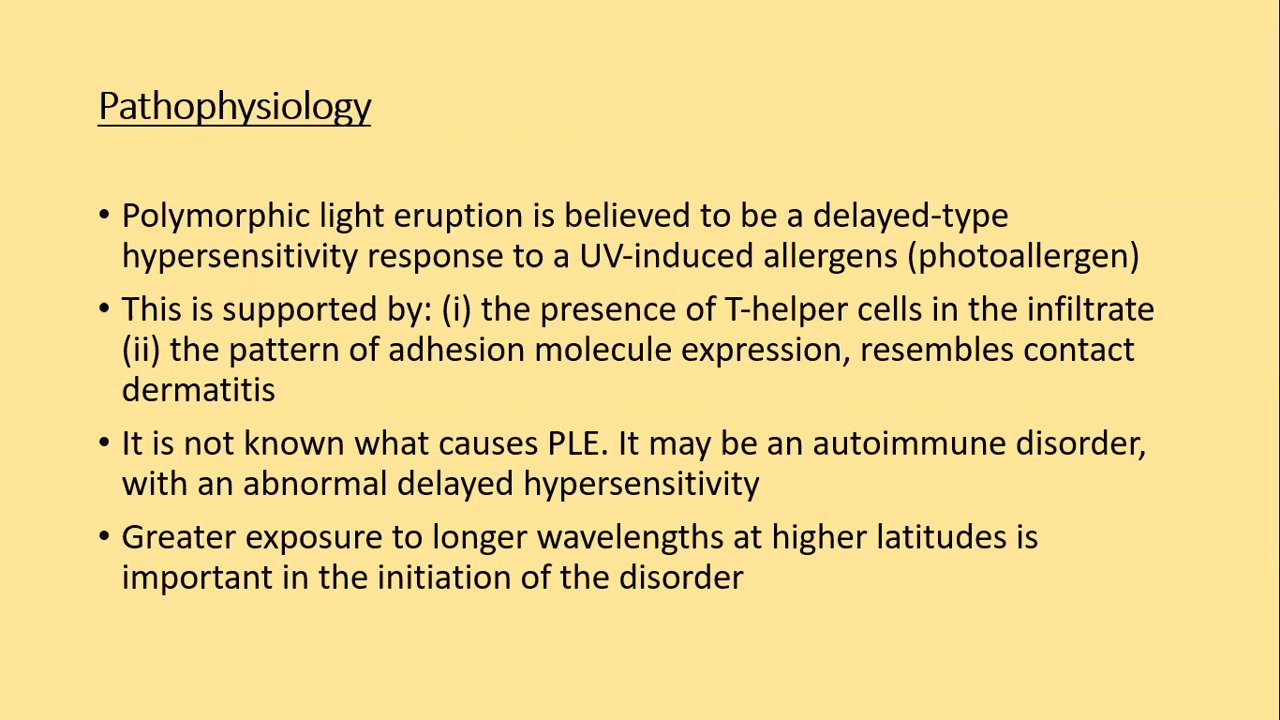 Pathophysiology
• Polymorphic light eruption is believed to be a delayed-type
hypersensitivity response to a UV-induced allergens (photoallergen)
• This is supported by: (i) the presence of T-helper cells in the infiltrate
(ii) the pattern of adhesion molecule expression, resembles contact
dermatitis
• It is not known what causes PLE. It may be an autoimmune disorder,
with an abnormal delayed hypersensitivity
• Greater exposure to longer wavelengths at higher latitudes is
important in the initiation of the disorder